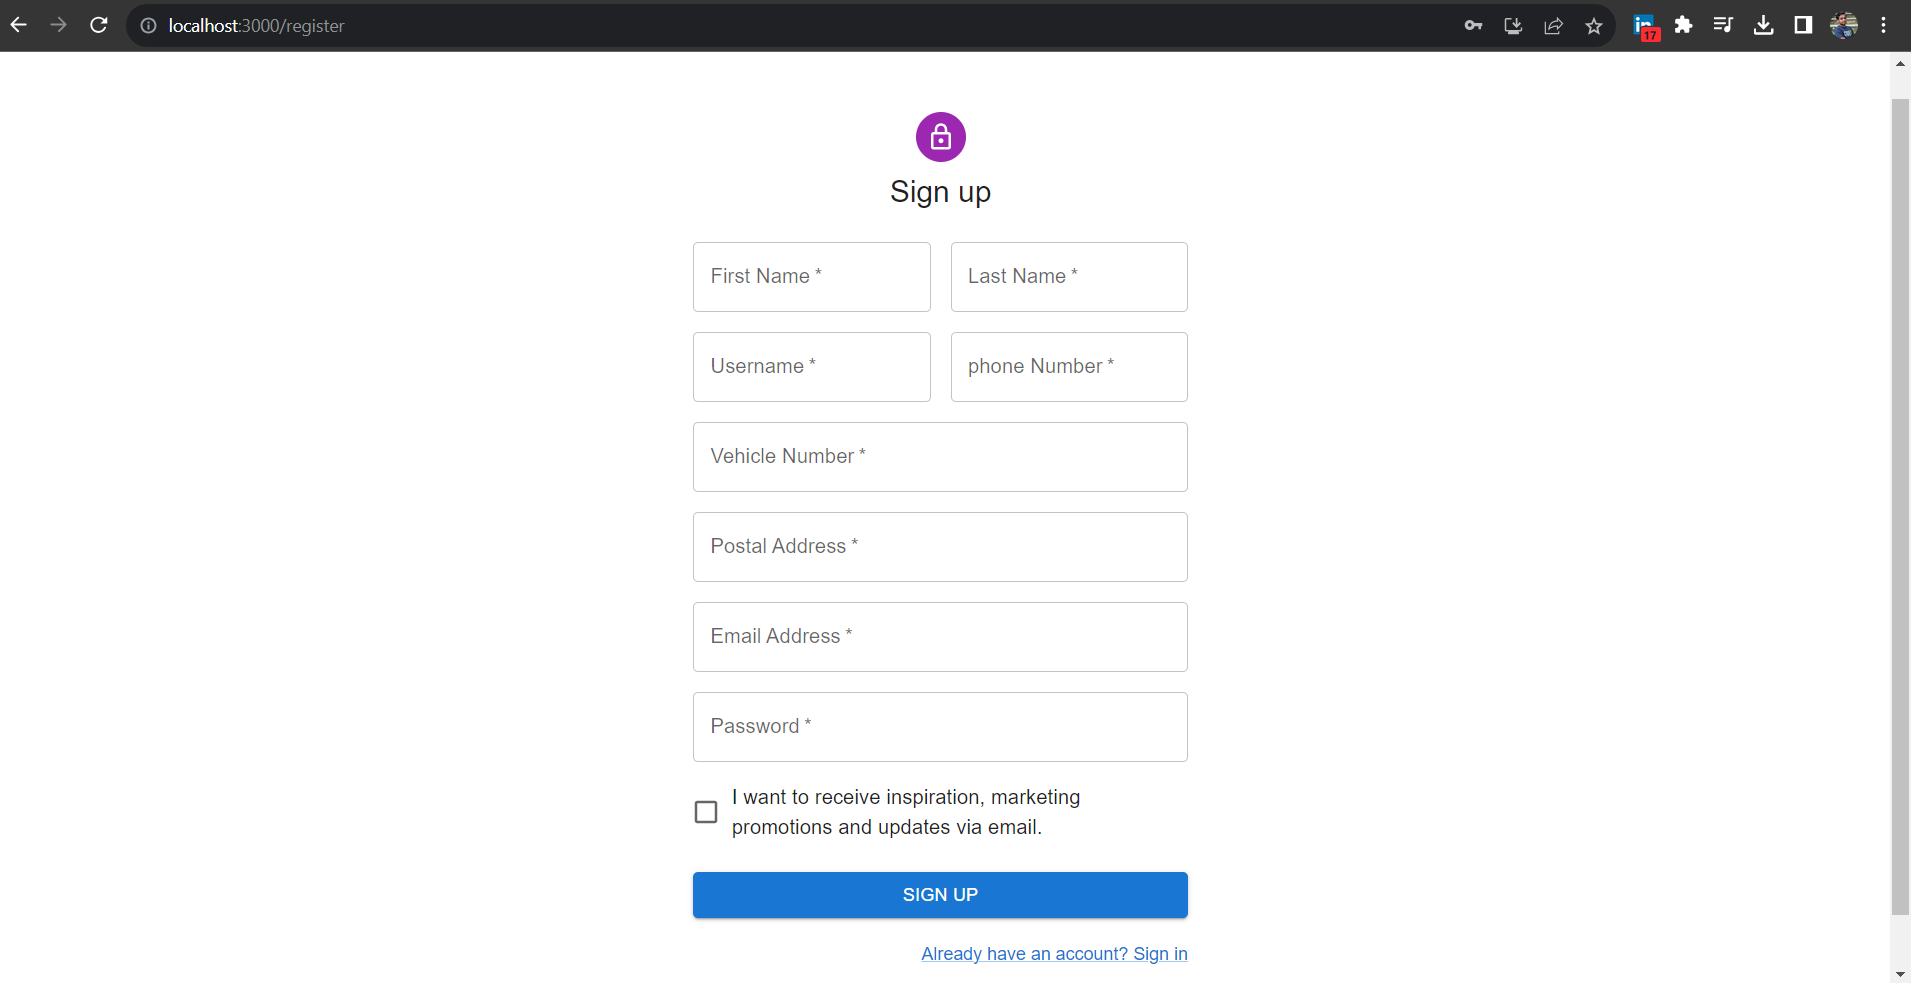 localhost:3000/register
in
17
Sign up
First Name *
Last Name *
Username *
phone Number *
Vehicle Number *
Postal Address *
Email Address *
Password *
I want to receive inspiration, marketing
promotions and updates via email.
SIGN UP
Already have an account? Sign in